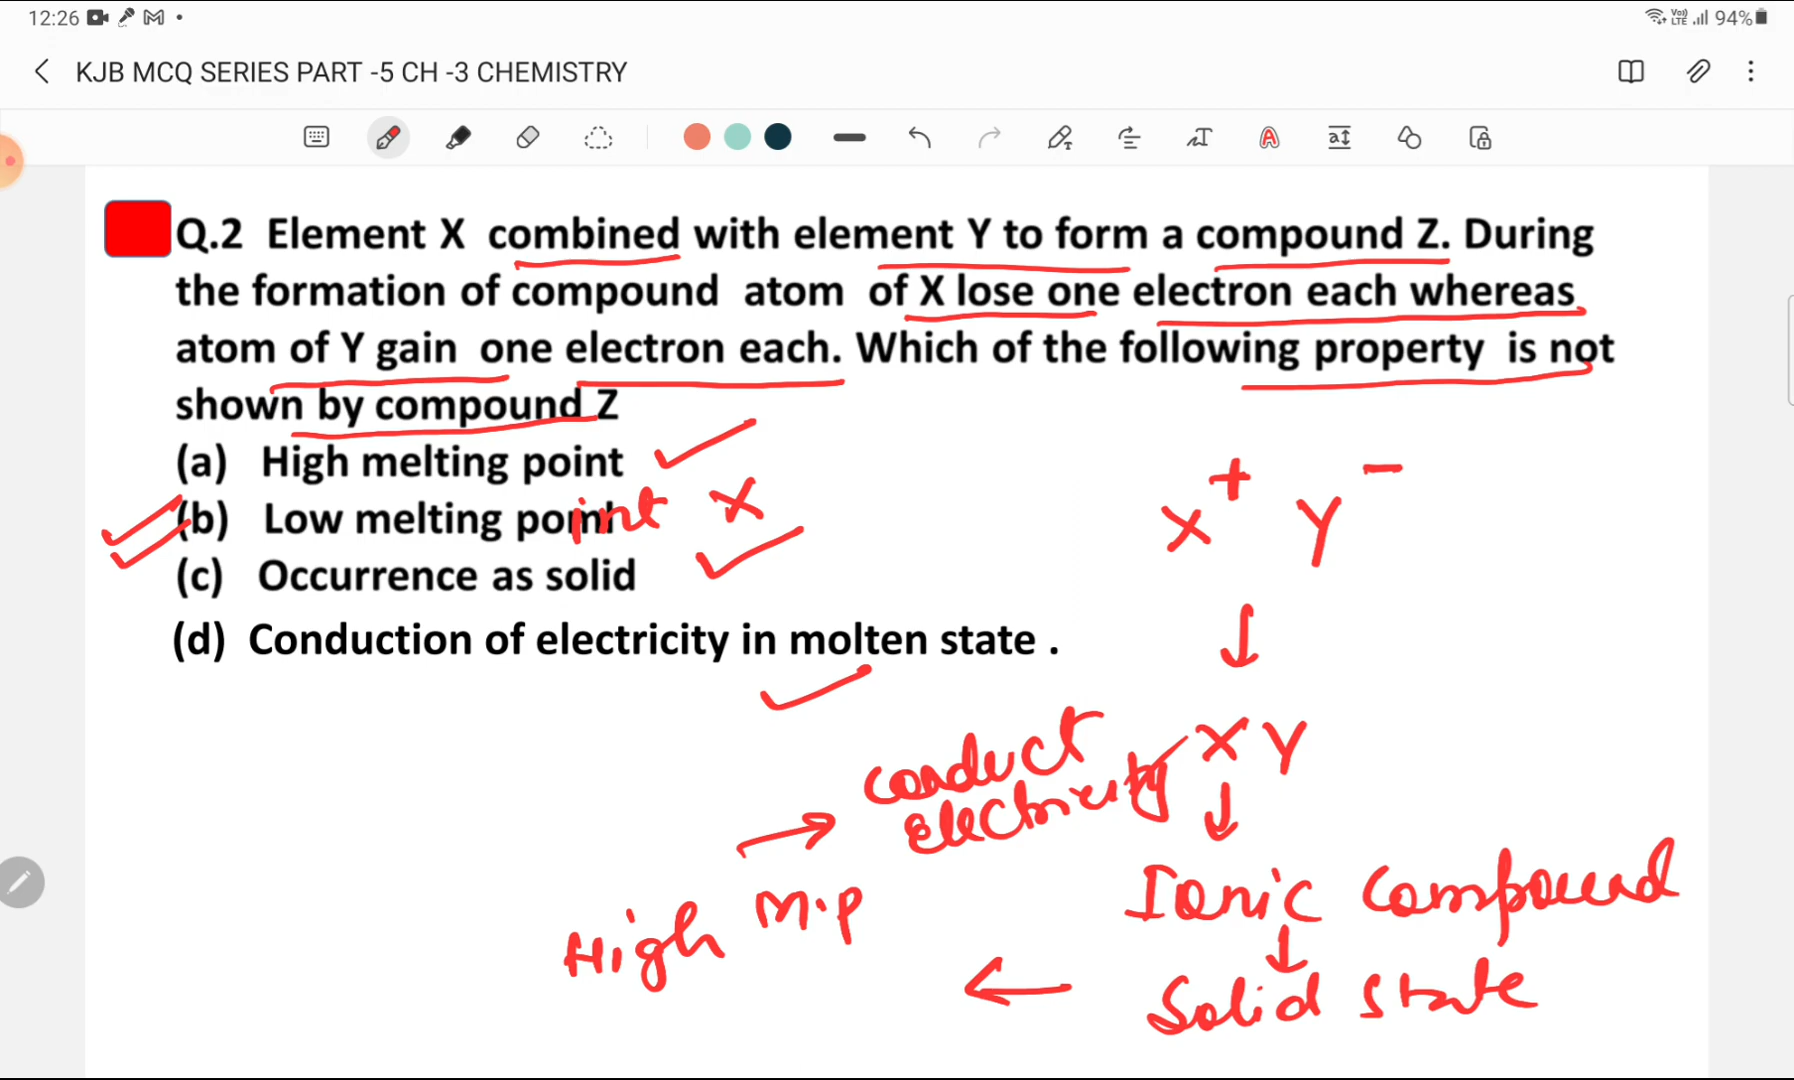 12:26
Vo) LTE 94%
KJB MCQ SERIES PART -5 CH -3 CHEMISTRY
Q.2 Element X combined with element Y to form a compound Z. During
the formation of compound atom of X lose one electron each whereas
atom of Y gain one electron each. Which of the following property is not
shown by compound Z
(a) High melting point
(b) Low melting point
(c) Occurrence as solid
(d) Conduction of electricity in molten state .
X+ Y-
XY
conduct
electricity
High M.P
Ionic compound
Solid state